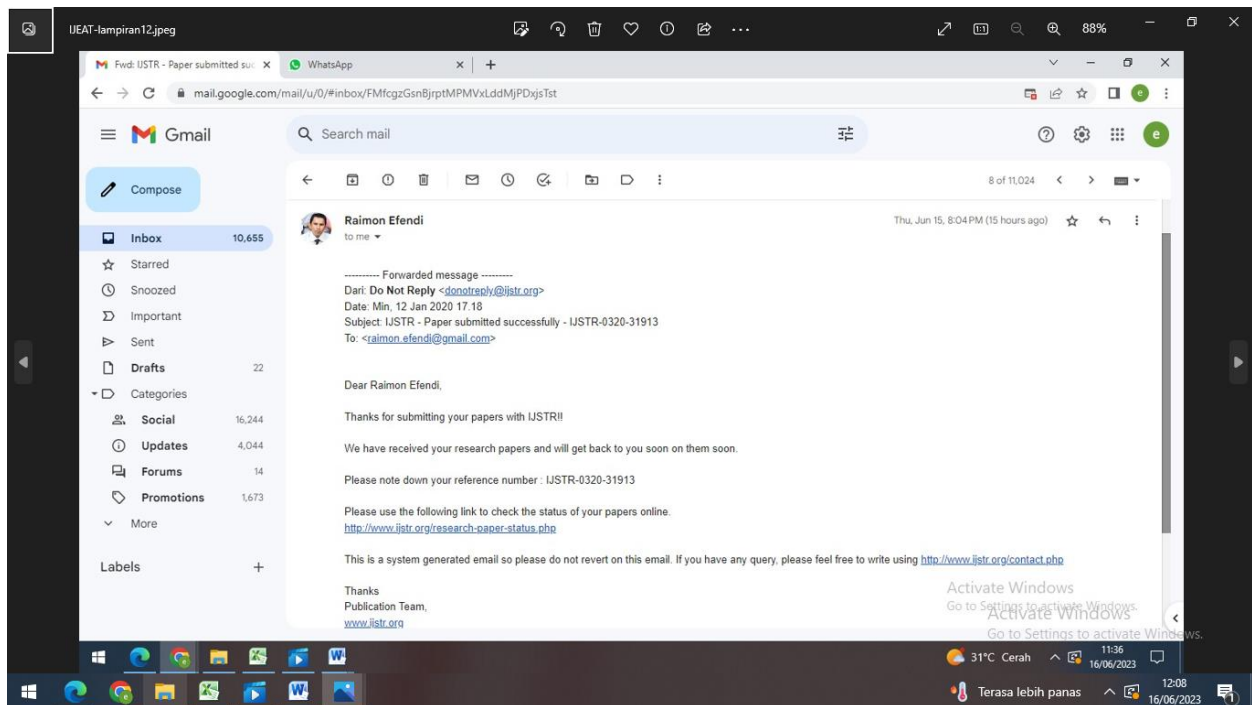 IJEAT-lampiran12.jpeg
88%
Fwd: IJSTR - Paper submitted suc
WhatsApp
mail.google.com/mail/u/0/#inbox/FMfcgzGsnBjrptMPMVxLddMjPDxjsTst
e
Gmail
Search mail
e
Compose
8 of 11,024
Inbox 10,655
Starred
Snoozed
Important
Sent
Drafts 22
Categories
Social 16,244
Updates 4,044
Forums 14
Promotions 1,673
More
Labels
Raimon Efendi
Thu, Jun 15, 8:04 PM (15 hours ago)
to me
---------- Forwarded message ---------
Dari: Do Not Reply <donotreply@ijstr.org>
Date: Min, 12 Jan 2020 17.18
Subject: IJSTR - Paper submitted successfully - IJSTR-0320-31913
To: <raimon.efendi@gmail.com>
Dear Raimon Efendi,
Thanks for submitting your papers with IJSTR!!
We have received your research papers and will get back to you soon on them soon.
Please note down your reference number : IJSTR-0320-31913
Please use the following link to check the status of your papers online.
http://www.ijstr.org/research-paper-status.php
This is a system generated email so please do not revert on this email. If you have any query, please feel free to write using http://www.ijstr.org/contact.php
Thanks
Publication Team,
www.ijstr.org
Activate Windows
Go to Settings to activate Windows.
Activate Windows
Go to Settings to activate Windows.
31°C Cerah
11:36
16/06/2023
Terasa lebih panas
12:08
16/06/2023
1